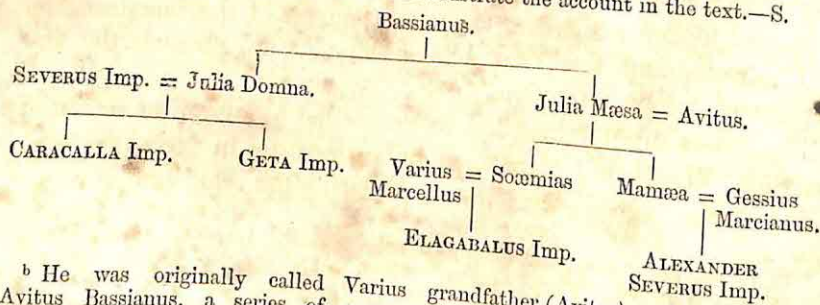 the account in the text.—S.
Bassianus.
SEVERUS Imp. = Julia Domna.
Julia Mæsa = Avitus.
CARACALLA Imp. GETA Imp.
Varius = Soæmias
Marcellus
Mamæa = Gessius
Marcianus.
ELAGABALUS Imp.
ALEXANDER
SEVERUS Imp.
b He was originally called Varius grandfather (Avitus)
Avitus Bassianus, a series of